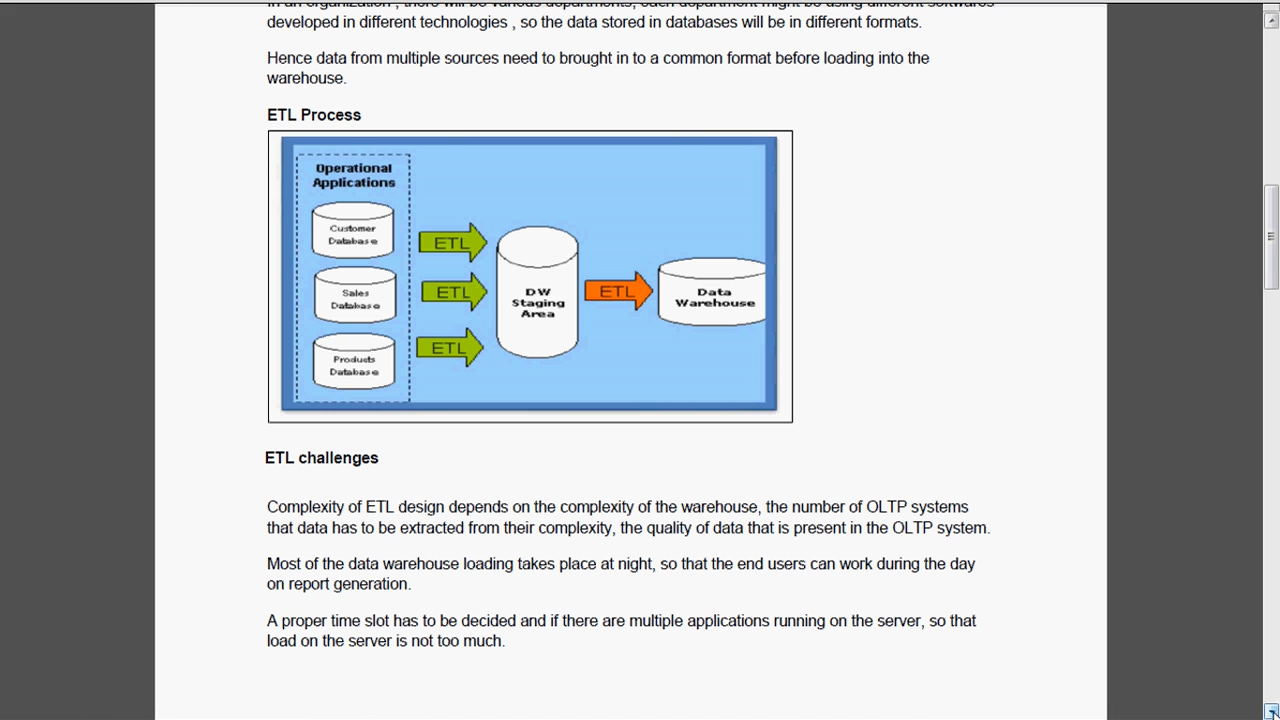 developed in different technologies , so the data stored in databases will be in different formats.
Hence data from multiple sources need to brought in to a common format before loading into the
warehouse.
ETL Process
Operational
Applications
Customer
Database
Sales
Database
Products
Database
ETL
ETL
ETL
DW
Staging
Area
ETL
Data
Warehouse
ETL challenges
Complexity of ETL design depends on the complexity of the warehouse, the number of OLTP systems
that data has to be extracted from their complexity, the quality of data that is present in the OLTP system.
Most of the data warehouse loading takes place at night, so that the end users can work during the day
on report generation.
A proper time slot has to be decided and if there are multiple applications running on the server, so that
load on the server is not too much.